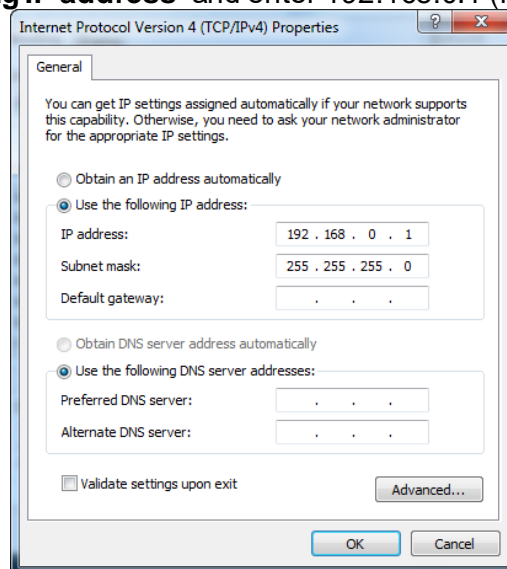 address and enter
Internet Protocol Version 4 (TCP/IPv4) Properties
General
You can get IP settings assigned automatically if your network supports
this capability. Otherwise, you need to ask your network administrator
for the appropriate IP settings.
Obtain an IP address automatically
Use the following IP address:
IP address: 192 . 168 . 0 . 1
Subnet mask: 255 . 255 . 255 . 0
Default gateway: . . .
Obtain DNS server address automatically
Use the following DNS server addresses:
Preferred DNS server: . . .
Alternate DNS server: . . .
Validate settings upon exit
Advanced...
OK Cancel